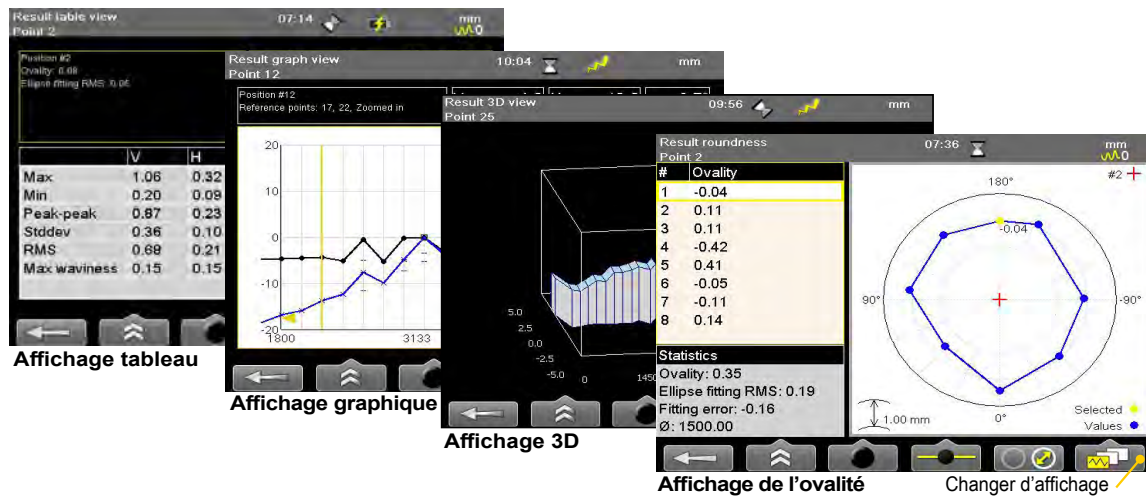 Result table view
Point 2
07:14
mm
0
Position #2
Ovality: 0.08
Ellipse fitting RMS: 0.06
V H
Max 1.06 0.32
Min 0.20 0.09
Peak-peak 0.87 0.23
Stddev 0.36 0.10
RMS 0.68 0.21
Max waviness 0.15 0.15
Affichage tableau
Result graph view
Point 12
10:04
mm
Position #12
Reference points: 17, 22, Zoomed in
20
10
0
-10
-20
1800 3133
Affichage graphique
Result 3D view
Point 25
09:56
mm
5.0
2.5
0.0
-2.5
-5.0
0 1450
Affichage 3D
Result roundness
Point 2
07:36
mm
0
# Ovality
1 -0.04
2 0.11
3 0.11
4 -0.42
5 0.41
6 -0.05
7 -0.11
8 0.14
Statistics
Ovality: 0.35
Ellipse fitting RMS: 0.19
Fitting error: -0.16
Ø: 1500.00
#2
180°
-0.04
90° -90°
0°
1.00 mm
Selected
Values
Affichage de l’ovalité
Changer d’affichage